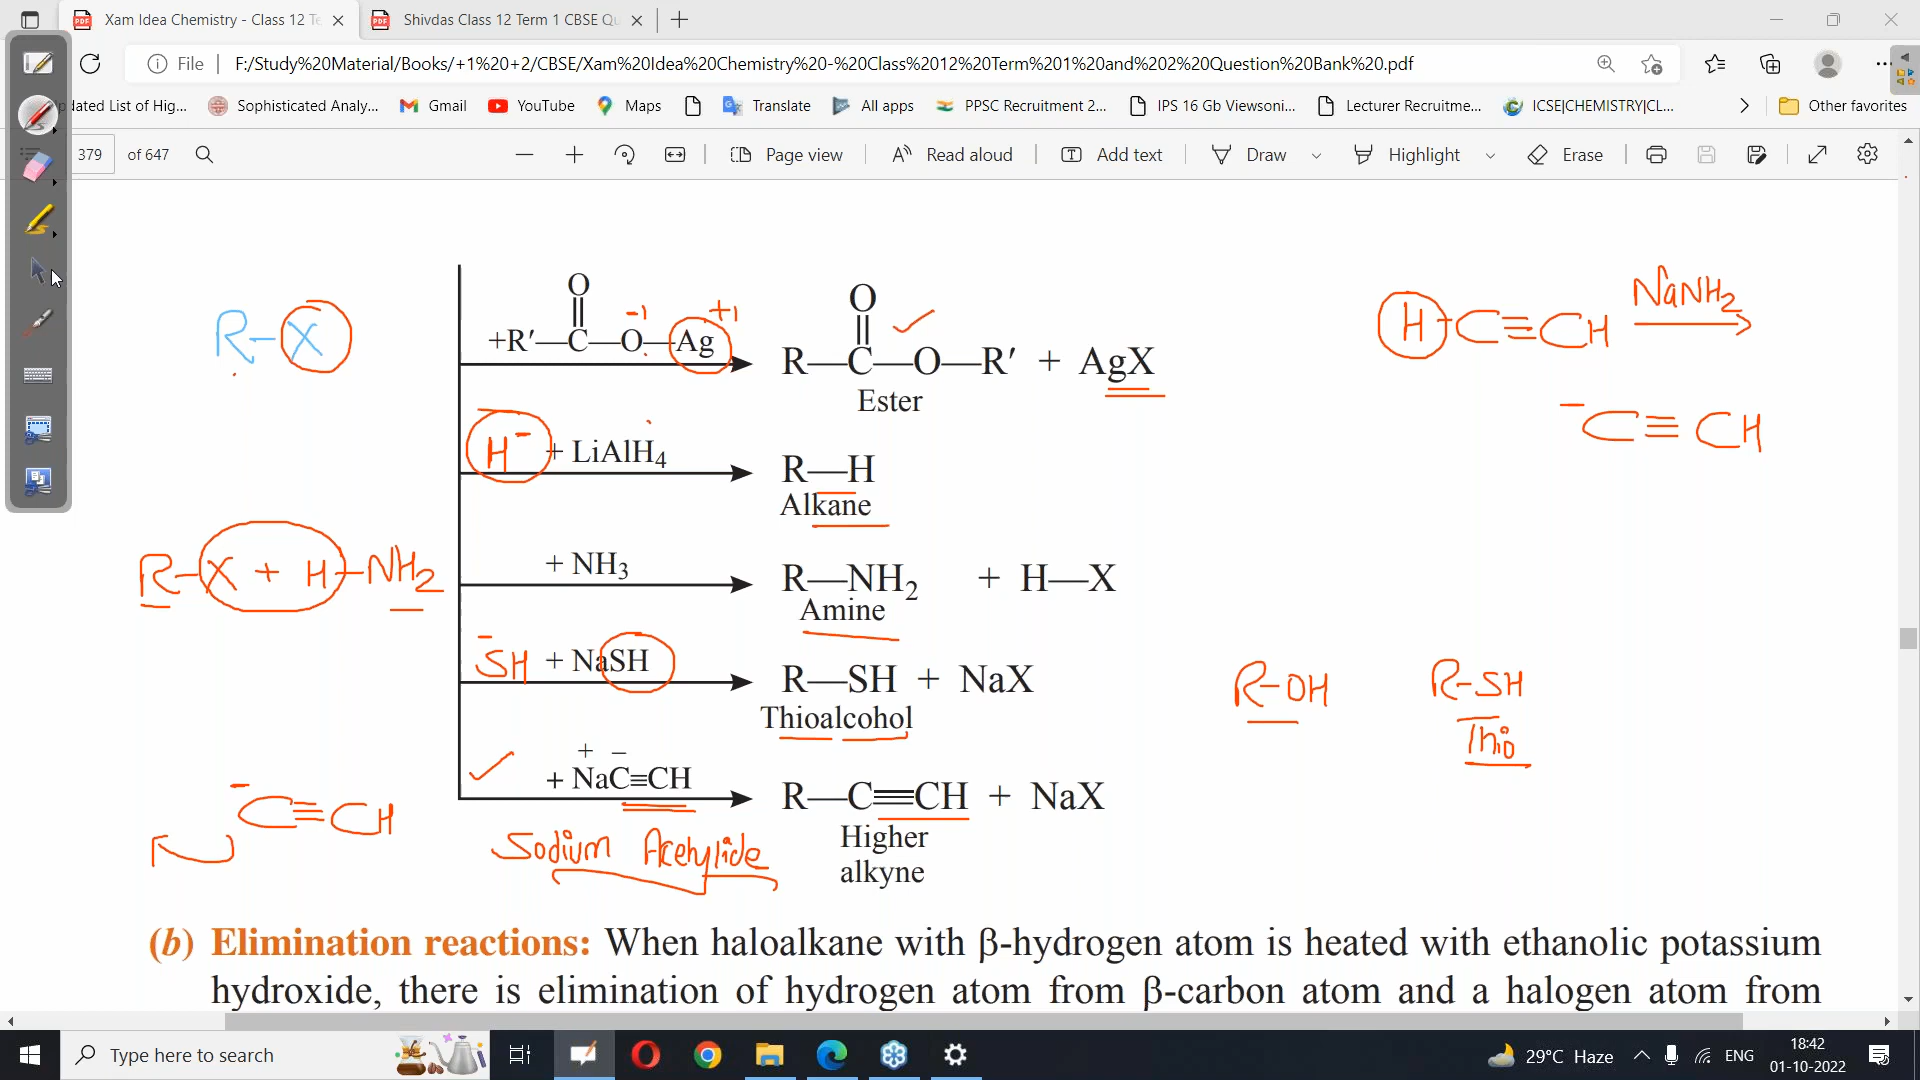 Xam Idea Chemistry - Class 12 Te
Shivdas Class 12 Term 1 CBSE Qu
File
F:/Study%20Material/Books/+1%20+2/CBSE/Xam%20Idea%20Chemistry%20-%20Class%2012%20Term%201%20and%202%20Question%20Bank%20.pdf
dated List of Hig...
Sophisticated Analy...
Gmail
YouTube
Maps
Translate
All apps
PPSC Recruitment 2...
IPS 16 Gb Viewsoni...
Lecturer Recruitme...
ICSE|CHEMISTRY|CL...
Other favorites
379 of 647
Page view
Read aloud
Add text
Draw
Highlight
Erase
R-X
O
-1 +1
+R′—C—O—Ag
O
R—C—O—R′ + AgX
Ester
H-C≡CH NaNH2
-C≡CH
H- + LiAlH4
R—H
Alkane
R-X + H-NH2
+ NH3
R—NH2 + H—X
Amine
-SH + NaSH
R—SH + NaX
Thioalcohol
R-OH
R-SH
Thio
+ −
+ NaC≡CH
R—C≡CH + NaX
Higher
alkyne
-C≡CH
Sodium Acetylide
(b) Elimination reactions: When haloalkane with β-hydrogen atom is heated with ethanolic potassium
hydroxide, there is elimination of hydrogen atom from β-carbon atom and a halogen atom from
Type here to search
29°C Haze
ENG
18:42
01-10-2022